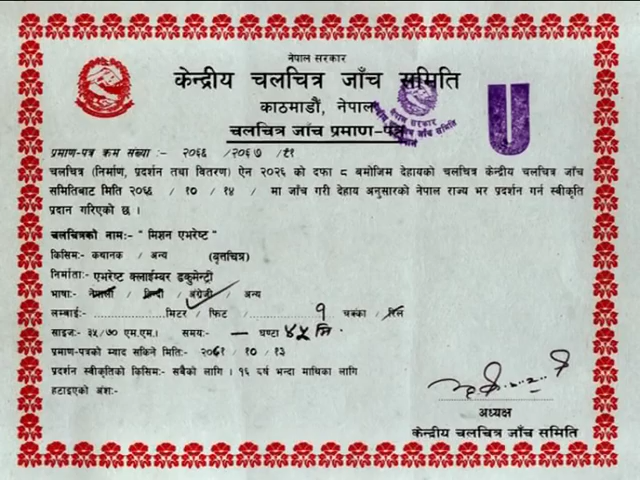 नेपाल सरकार
केन्द्रीय चलचित्र जाँच समिति
काठमाडौं, नेपाल
चलचित्र जाँच प्रमाण-पत्र
U
प्रमाण-पत्र क्रम संख्या :- २०६६ /२०६७ /
चलचित्र (निर्माण, प्रदर्शन तथा वितरण) ऐन २०२६ को दफा ८ बमोजिम देहायको चलचित्र केन्द्रीय चलचित्र जाँच
समितिबाट मिति २०६६ / १० / १४ / मा जाँच गरी देहाय अनुसारको नेपाल राज्य भर प्रदर्शन गर्न स्वीकृति
प्रदान गरिएको छ ।
चलचित्रको नाम:- " मिशन एभरेष्ट"
किसिम:- कथानक / अन्य (बृत्तचित्र)
निर्माता:- एभरेष्ट क्लाईम्बर डकुमेन्ट्री
भाषा:- नेपाली / हिन्दी / अंग्रेजी / अन्य
लम्बाई:- ....................मिटर / फिट ....................१ चक्का / रिल
साइज:- ३५/७० एम.एम.। समय:- — घण्टा ४५ मि.
प्रमाण-पत्रको म्याद सकिने मिति:- २०७१ / १० / १३
प्रदर्शन स्वीकृतिको किसिम:- सबैको लागि । १६ वर्ष भन्दा माथिका लागि
हटाइएको अंश:-
अध्यक्ष
केन्द्रीय चलचित्र जाँच समिति